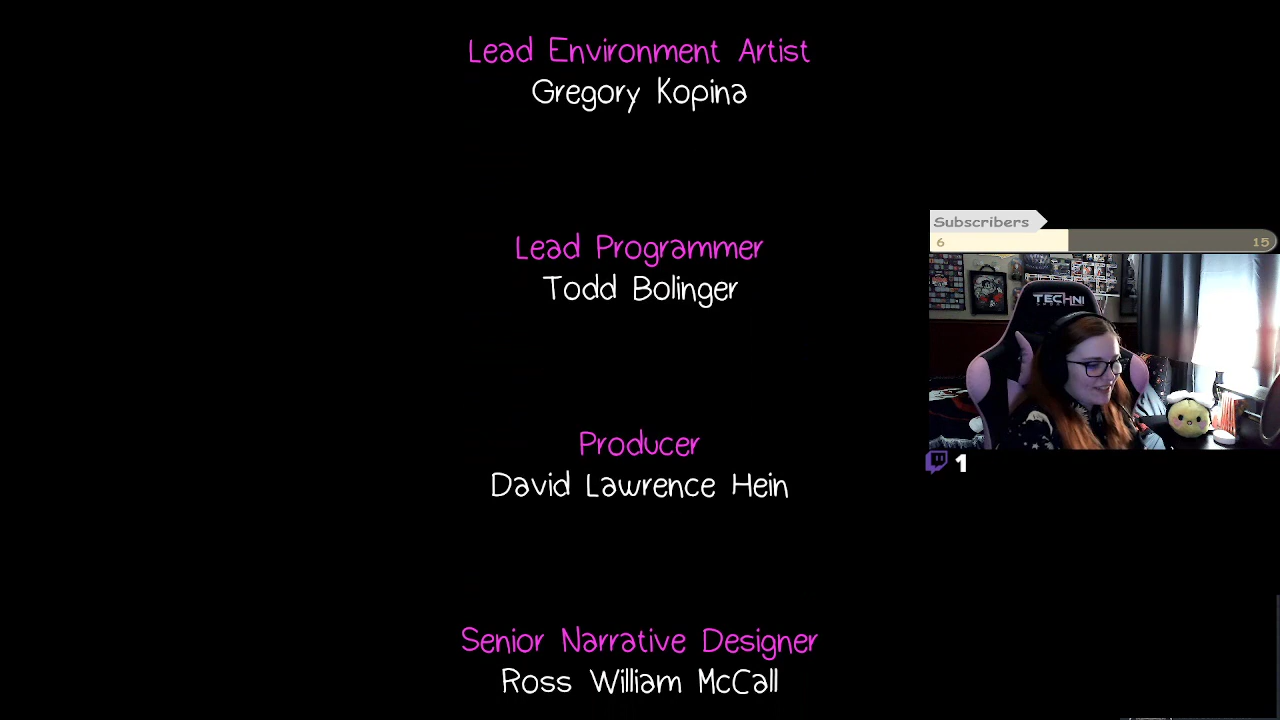 Lead Environment Artist
Gregory Kopina
Lead Programmer
Todd Bolinger
Subscribers
6 15
TECHNI
1
Producer
David Lawrence Hein
Senior Narrative Designer
Ross William McCall